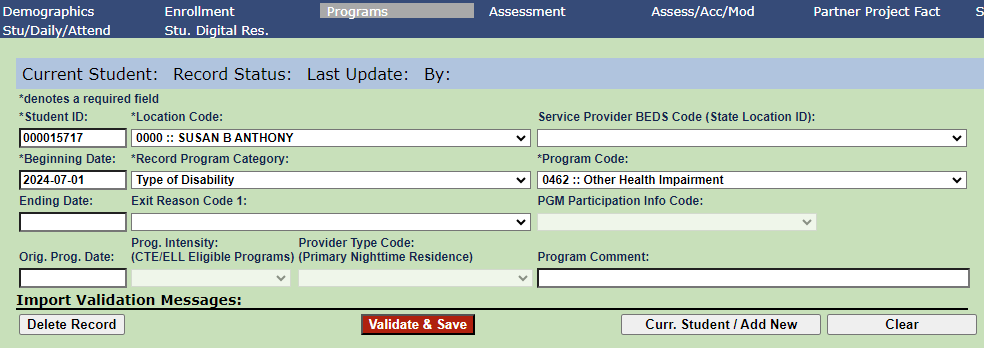 Demographics Enrollment Programs Assessment Assess/Acc/Mod Partner Project Fact S
Stu/Daily/Attend Stu. Digital Res.
Current Student: Record Status: Last Update: By:
*denotes a required field
*Student ID: *Location Code: Service Provider BEDS Code (State Location ID):
000015717 0000 :: SUSAN B ANTHONY
*Beginning Date: *Record Program Category: *Program Code:
2024-07-01 Type of Disability 0462 :: Other Health Impairment
Ending Date: Exit Reason Code 1: PGM Participation Info Code:
Prog. Intensity: Provider Type Code:
Orig. Prog. Date: (CTE/ELL Eligible Programs) (Primary Nighttime Residence) Program Comment:
Import Validation Messages:
Delete Record Validate & Save Curr. Student / Add New Clear